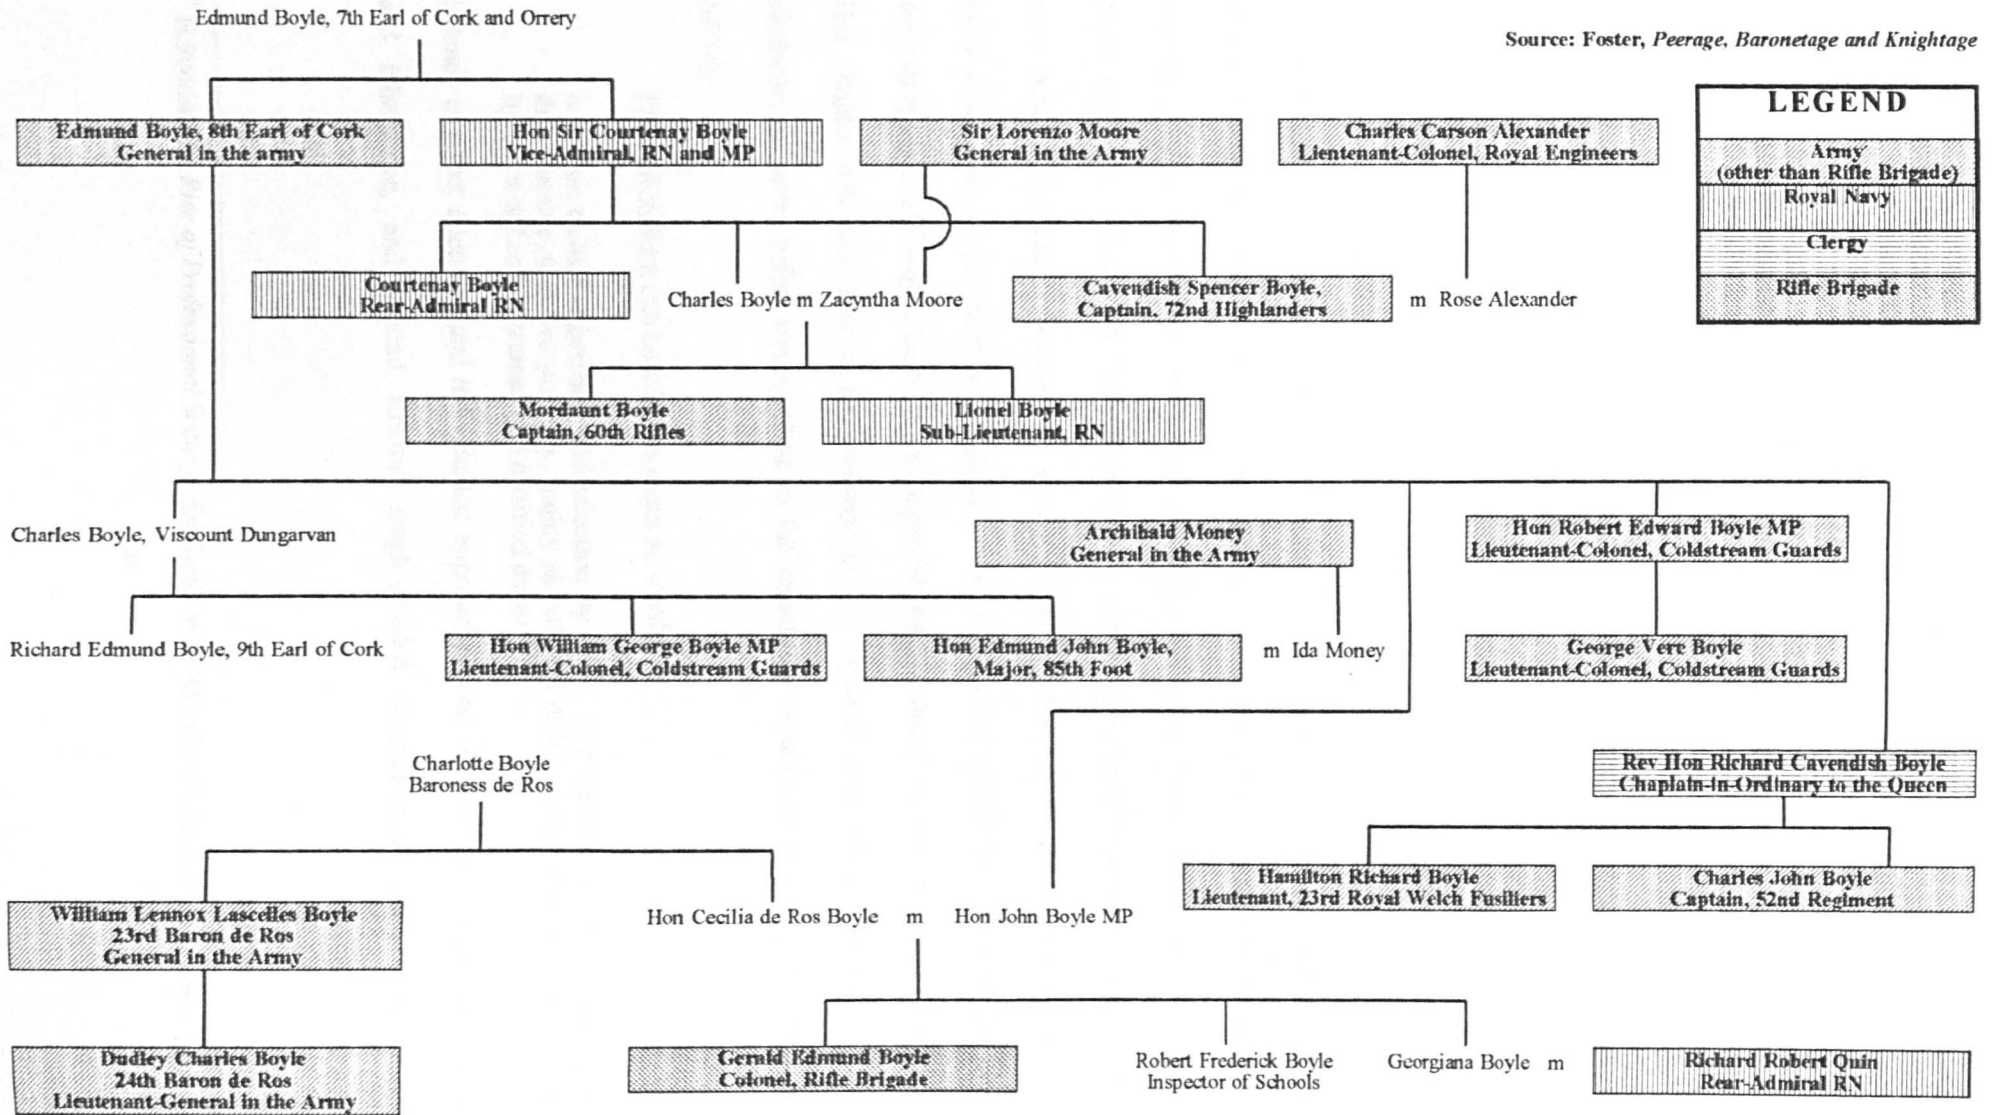 Edmund Boyle, 7th Earl of Cork and Orrery
Source: Foster, Peerage, Baronetage and Knightage
LEGEND
Army
(other than Rifle Brigade)
Royal Navy
Clergy
Rifle Brigade
Edmund Boyle, 8th Earl of Cork
General in the army
Hon Sir Courtenay Boyle
Vice-Admiral, RN and MP
Sir Lorenzo Moore
General in the Army
Charles Carson Alexander
Lientenant-Colonel, Royal Engineers
Courtenay Boyle
Rear-Admiral RN
Charles Boyle m Zacyntha Moore
Cavendish Spencer Boyle,
Captain, 72nd Highlanders
m Rose Alexander
Mordaunt Boyle
Captain, 60th Rifles
Lionel Boyle
Sub-Lieutenant, RN
Charles Boyle, Viscount Dungarvan
Archibald Money
General in the Army
Hon Robert Edward Boyle MP
Lieutenant-Colonel, Coldstream Guards
Richard Edmund Boyle, 9th Earl of Cork
Hon William George Boyle MP
Lieutenant-Colonel, Coldstream Guards
Hon Edmund John Boyle,
Major, 85th Foot
m Ida Money
George Vere Boyle
Lieutenant-Colonel, Coldstream Guards
Charlotte Boyle
Baroness de Ros
Rev Hon Richard Cavendish Boyle
Chaplain-in-Ordinary to the Queen
Hamilton Richard Boyle
Lieutenant, 23rd Royal Welch Fusiliers
Charles John Boyle
Captain, 52nd Regiment
William Lennox Lascelles Boyle
23rd Baron de Ros
General in the Army
Hon Cecilia de Ros Boyle m Hon John Boyle MP
Dudley Charles Boyle
24th Baron de Ros
Lieutenant-General in the Army
Gerald Edmund Boyle
Colonel, Rifle Brigade
Robert Frederick Boyle
Inspector of Schools
Georgiana Boyle m
Richard Robert Quin
Rear-Admiral RN